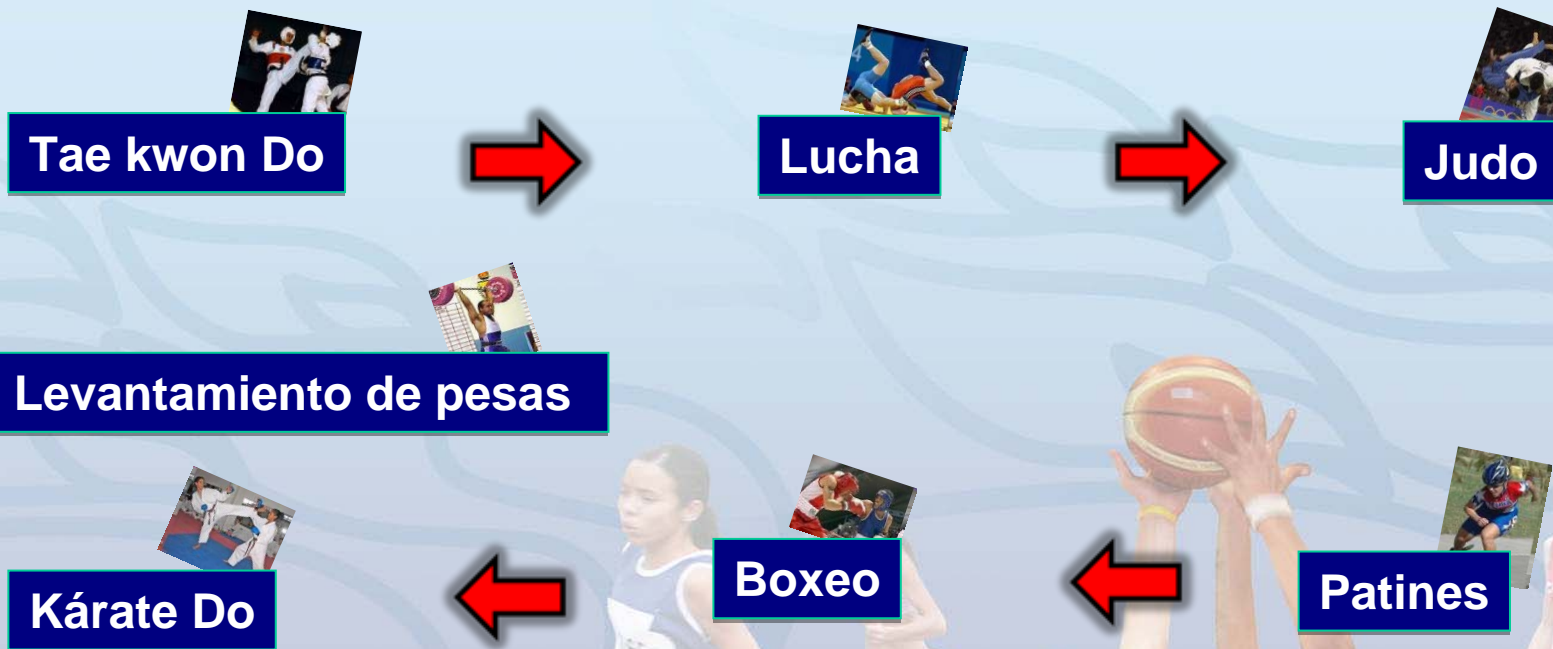 Tae kwon Do
Lucha
Judo
Levantamiento de pesas
Kárate Do
Boxeo
Patines